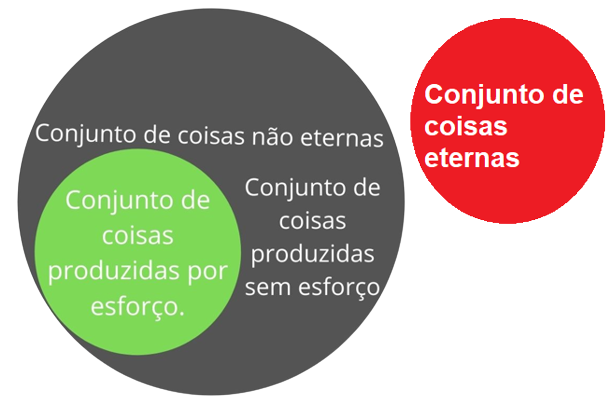 Conjunto de coisas não eternas
Conjunto de
coisas
produzidas por
esforço.
Conjunto de
coisas
produzidas
sem esforço
Conjunto de
coisas
eternas